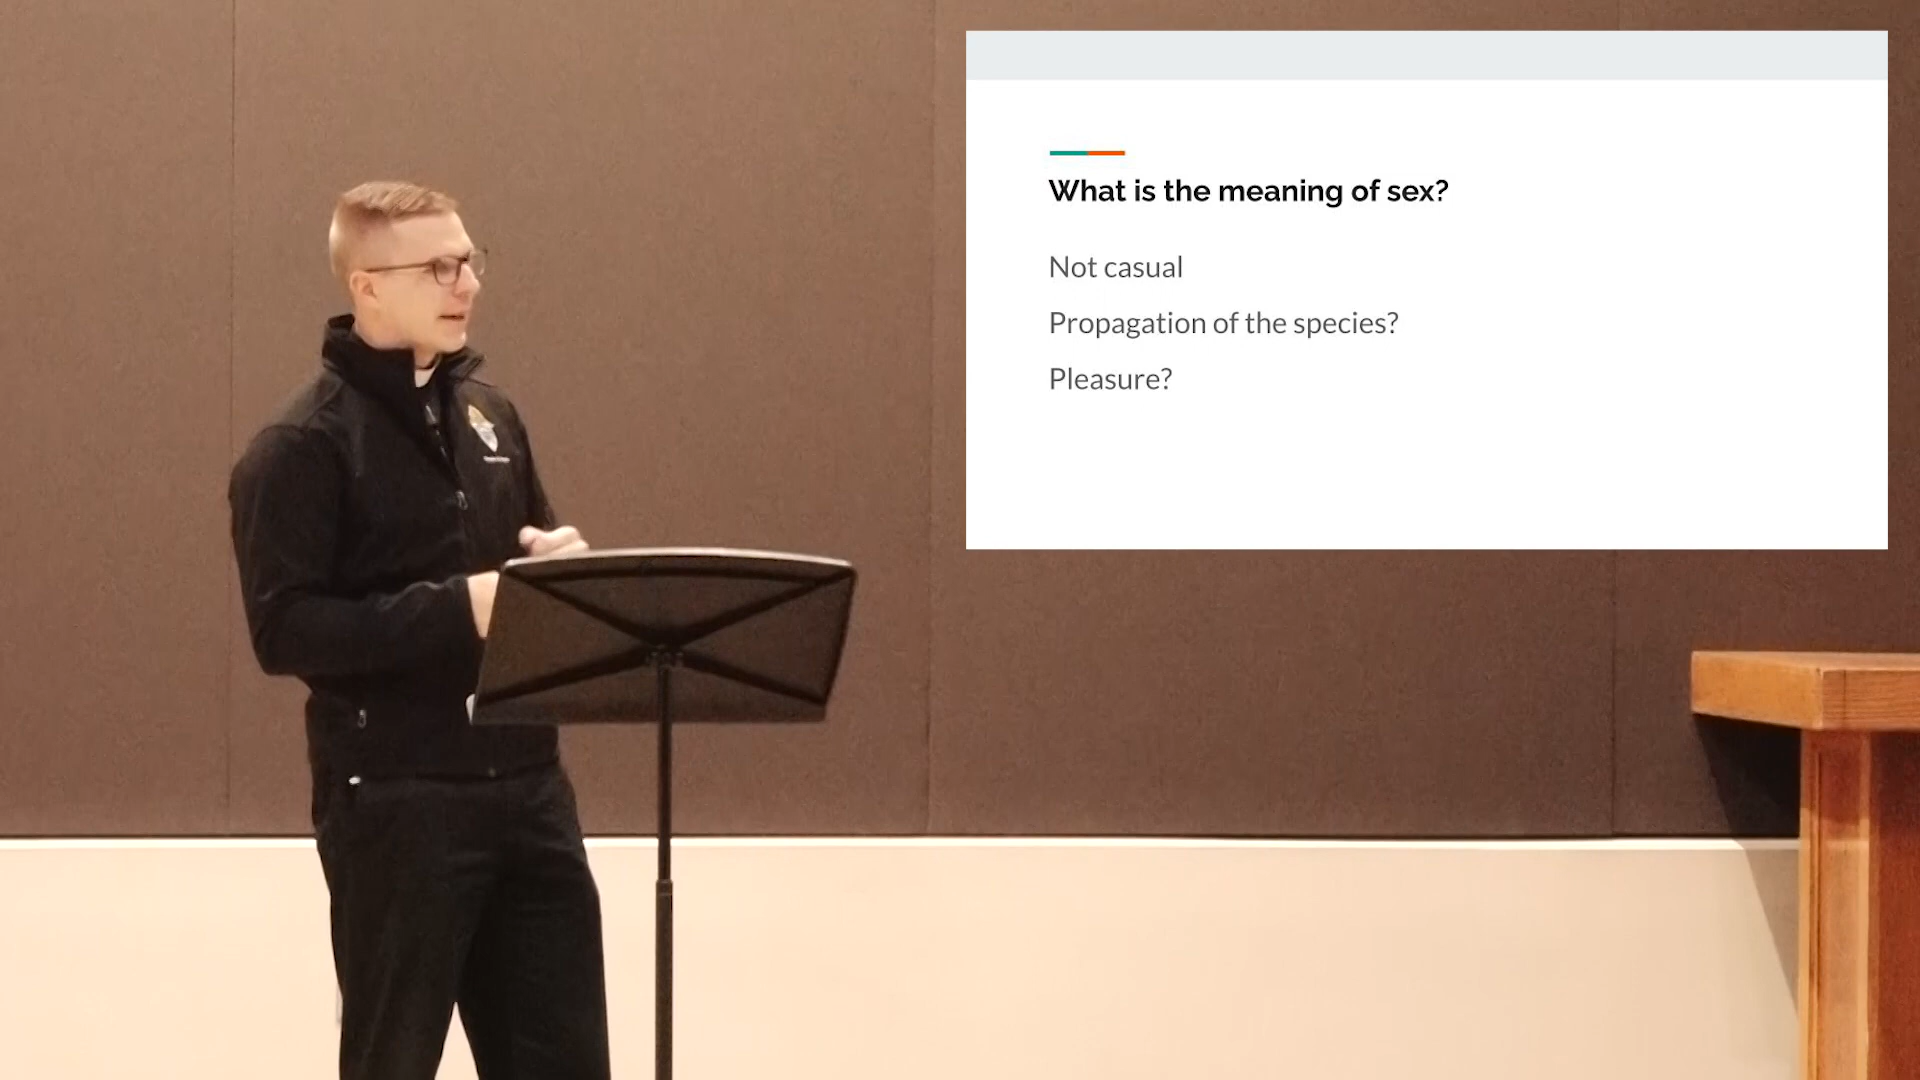 What is the meaning of sex?
Not casual
Propagation of the species?
Pleasure?